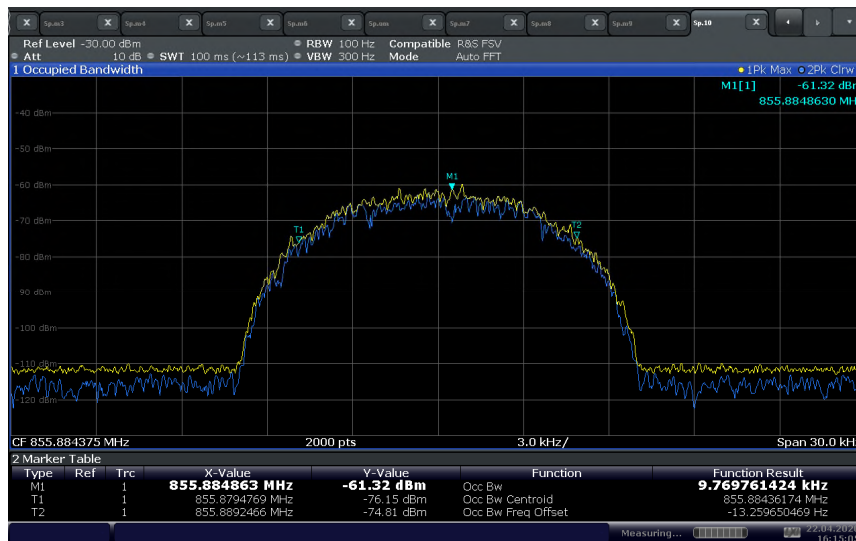 Sp.m3 X Sp.m4 X Sp.m5 X Sp.m6 X X Sp.m7 X Sp.m8 X Sp.m9 X Sp.10 X
Ref Level -30.00 dBm RBW 100 Hz Compatible R&S FSV
Att 10 dB SWT 100 ms (~113 ms) VBW 300 Hz Mode Auto FFT
1 Occupied Bandwidth 1Pk Max 2Pk Clrw
M1[1] -61.32 dBm
855.8848630 MH
-40 dBm
-50 dBm
-60 dBm
M1
-70 dBm
T1
T2
-80 dBm
90 dBm
-100 dBm
-110 dBm
-120 dBm
CF 855.884375 MHz 2000 pts 3.0 kHz/ Span 30.0 kH
2 Marker Table
Type Ref Trc X-Value Y-Value Function Function Result
M1 1 855.884863 MHz -61.32 dBm Occ Bw 9.769761424 kHz
T1 1 855.8794769 MHz -76.15 dBm Occ Bw Centroid 855.88436174 MHz
T2 1 855.8892466 MHz -74.81 dBm Occ Bw Freq Offset -13.259650469 Hz
Measuring... 22.04.2020
16:15:05